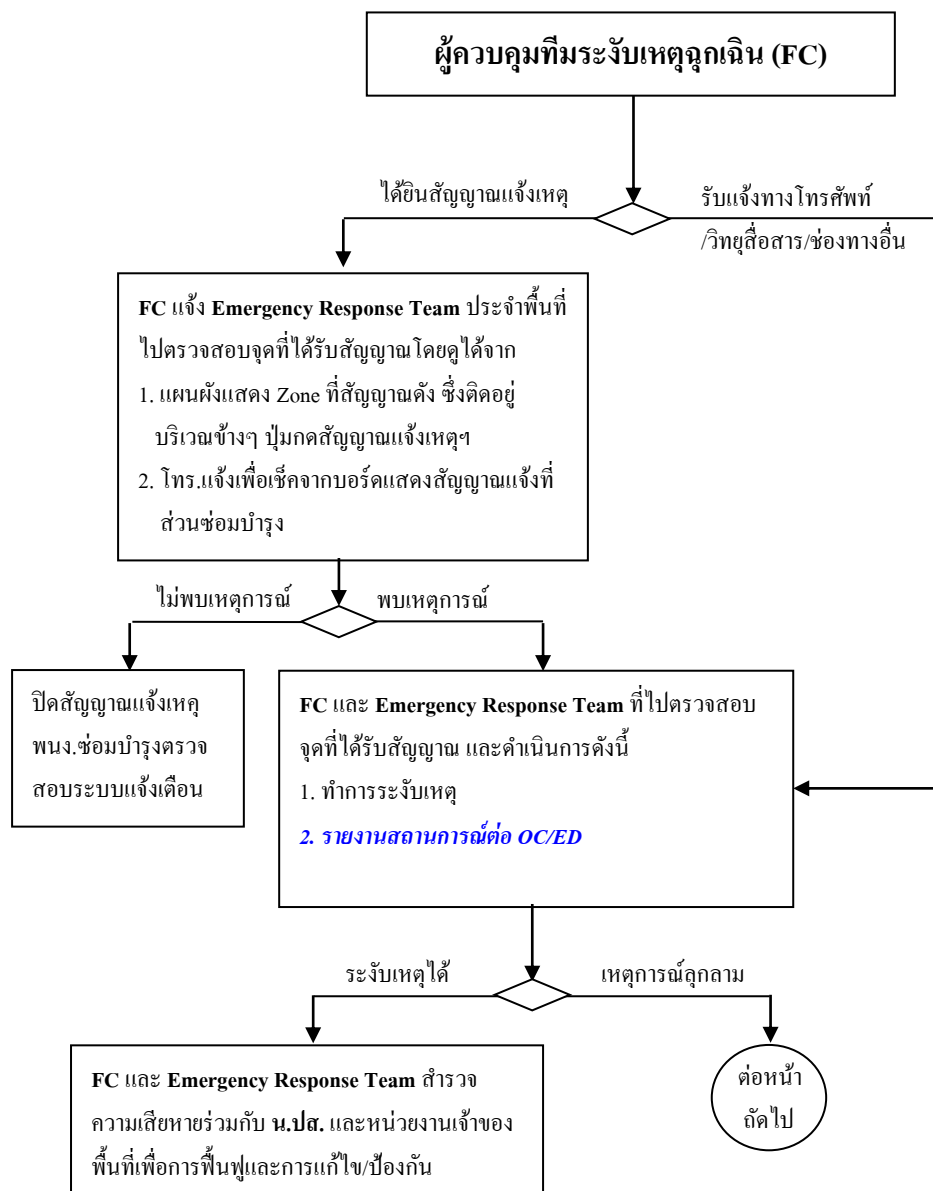 ผู้ควบคุมทีมระงับเหตุฉุกเฉิน (FC)
ได้ยินสัญญาณแจ้งเหตุ
รับแจ้งทางโทรศัพท์
/วิทยุสื่อสาร/ช่องทางอื่น
FC แจ้ง Emergency Response Team ประจำพื้นที่
ไปตรวจสอบจุดที่ได้รับสัญญาณโดยดูได้จาก
1. แผนผังแสดง Zone ที่สัญญาณดัง ซึ่งติดอยู่
บริเวณข้างๆ ปุ่มกดสัญญาณแจ้งเหตุฯ
2. โทร.แจ้งเพื่อเช็คจากบอร์ดแสดงสัญญาณแจ้งที่
ส่วนซ่อมบำรุง
ไม่พบเหตุการณ์
พบเหตุการณ์
ปิดสัญญาณแจ้งเหคุ
พนง.ซ่อมบำรุงตรวจ
สอบระบบแจ้งเตือน
FC และ Emergency Response Team ที่ไปตรวจสอบ
จุดที่ได้รับสัญญาณ และดำเนินการดังนี้
1. ทำการระงับเหตุ
2. รายงานสถานการณ์ต่อ OC/ED
ระงับเหตุได้
เหตุการณ์ลุกลาม
FC และ Emergency Response Team สำรวจ
ความเสียหายร่วมกับ น.ปส. และหน่วยงานเจ้าของ
พื้นที่เพื่อการฟื้นฟูและการแก้ไข/ป้องกัน
ต่อหน้า
ถัดไป